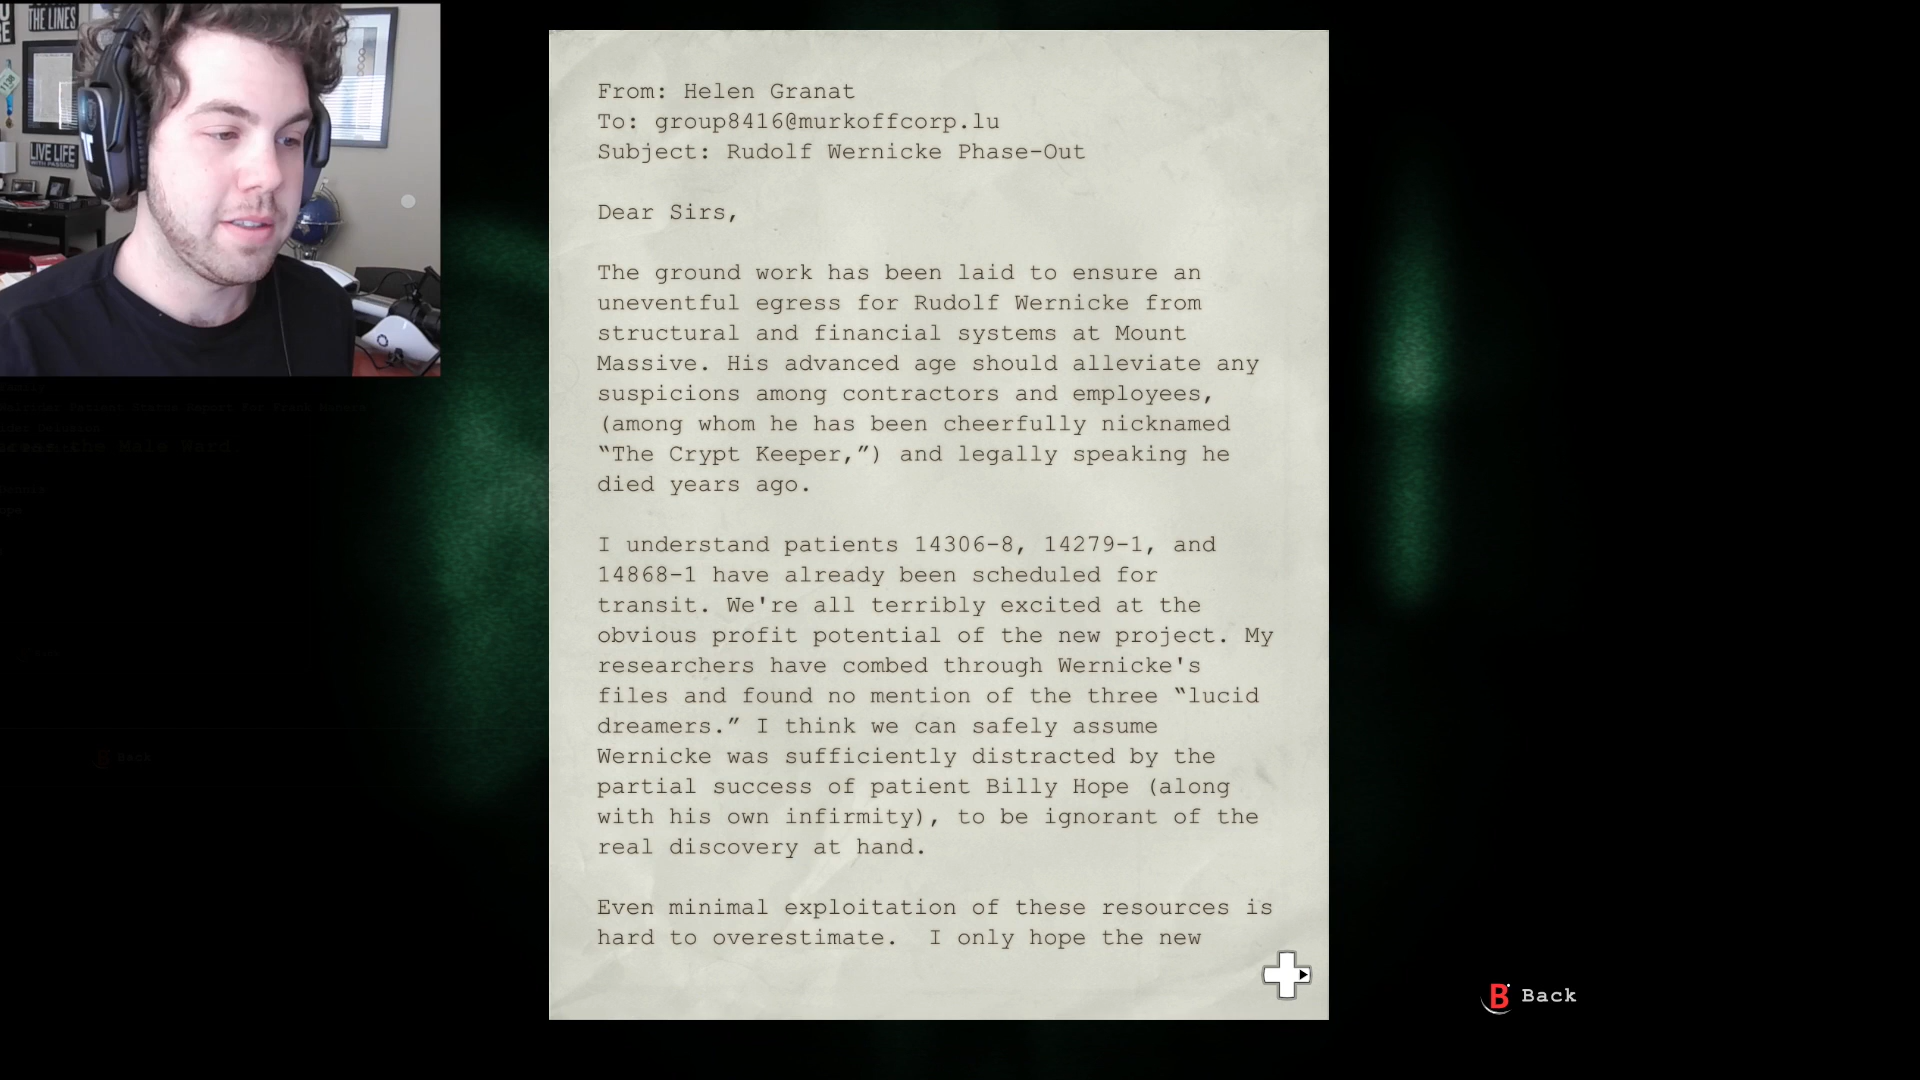 THE LINES
LIVE LIFE
WITH PASSION
From: Helen Granat
To: group8416@murkoffcorp.lu
Subject: Rudolf Wernicke Phase-Out
Dear Sirs,
The ground work has been laid to ensure an
uneventful egress for Rudolf Wernicke from
structural and financial systems at Mount
Massive. His advanced age should alleviate any
suspicions among contractors and employees,
(among whom he has been cheerfully nicknamed
“The Crypt Keeper,”) and legally speaking he
died years ago.
I understand patients 14306-8, 14279-1, and
14868-1 have already been scheduled for
transit. We're all terribly excited at the
obvious profit potential of the new project. My
researchers have combed through Wernicke's
files and found no mention of the three “lucid
dreamers.” I think we can safely assume
Wernicke was sufficiently distracted by the
partial success of patient Billy Hope (along
with his own infirmity), to be ignorant of the
real discovery at hand.
Even minimal exploitation of these resources is
hard to overestimate.  I only hope the new
B Back
Back